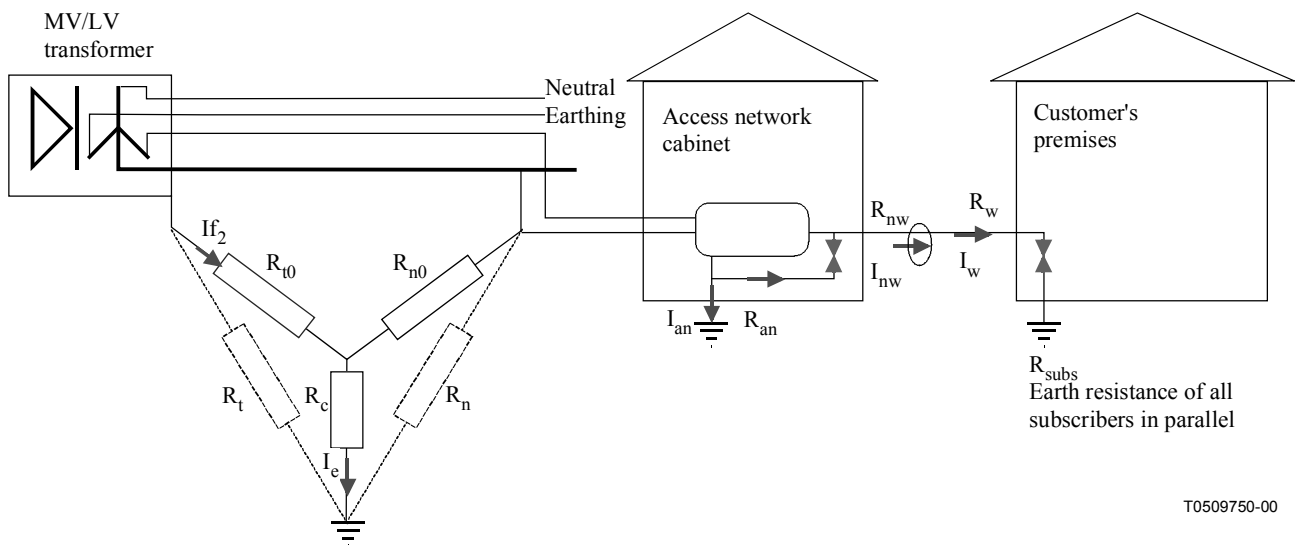 MV/LV
transformer
Neutral
Earthing
Access network
cabinet
Customer's
premises
If₂
Rt0
Rn0
Rnw
Rw
Inw
Iw
Ian
Ran
Rt
Rc
Rn
Ie
Rsubs
Earth resistance of all
subscribers in parallel
T0509750-00